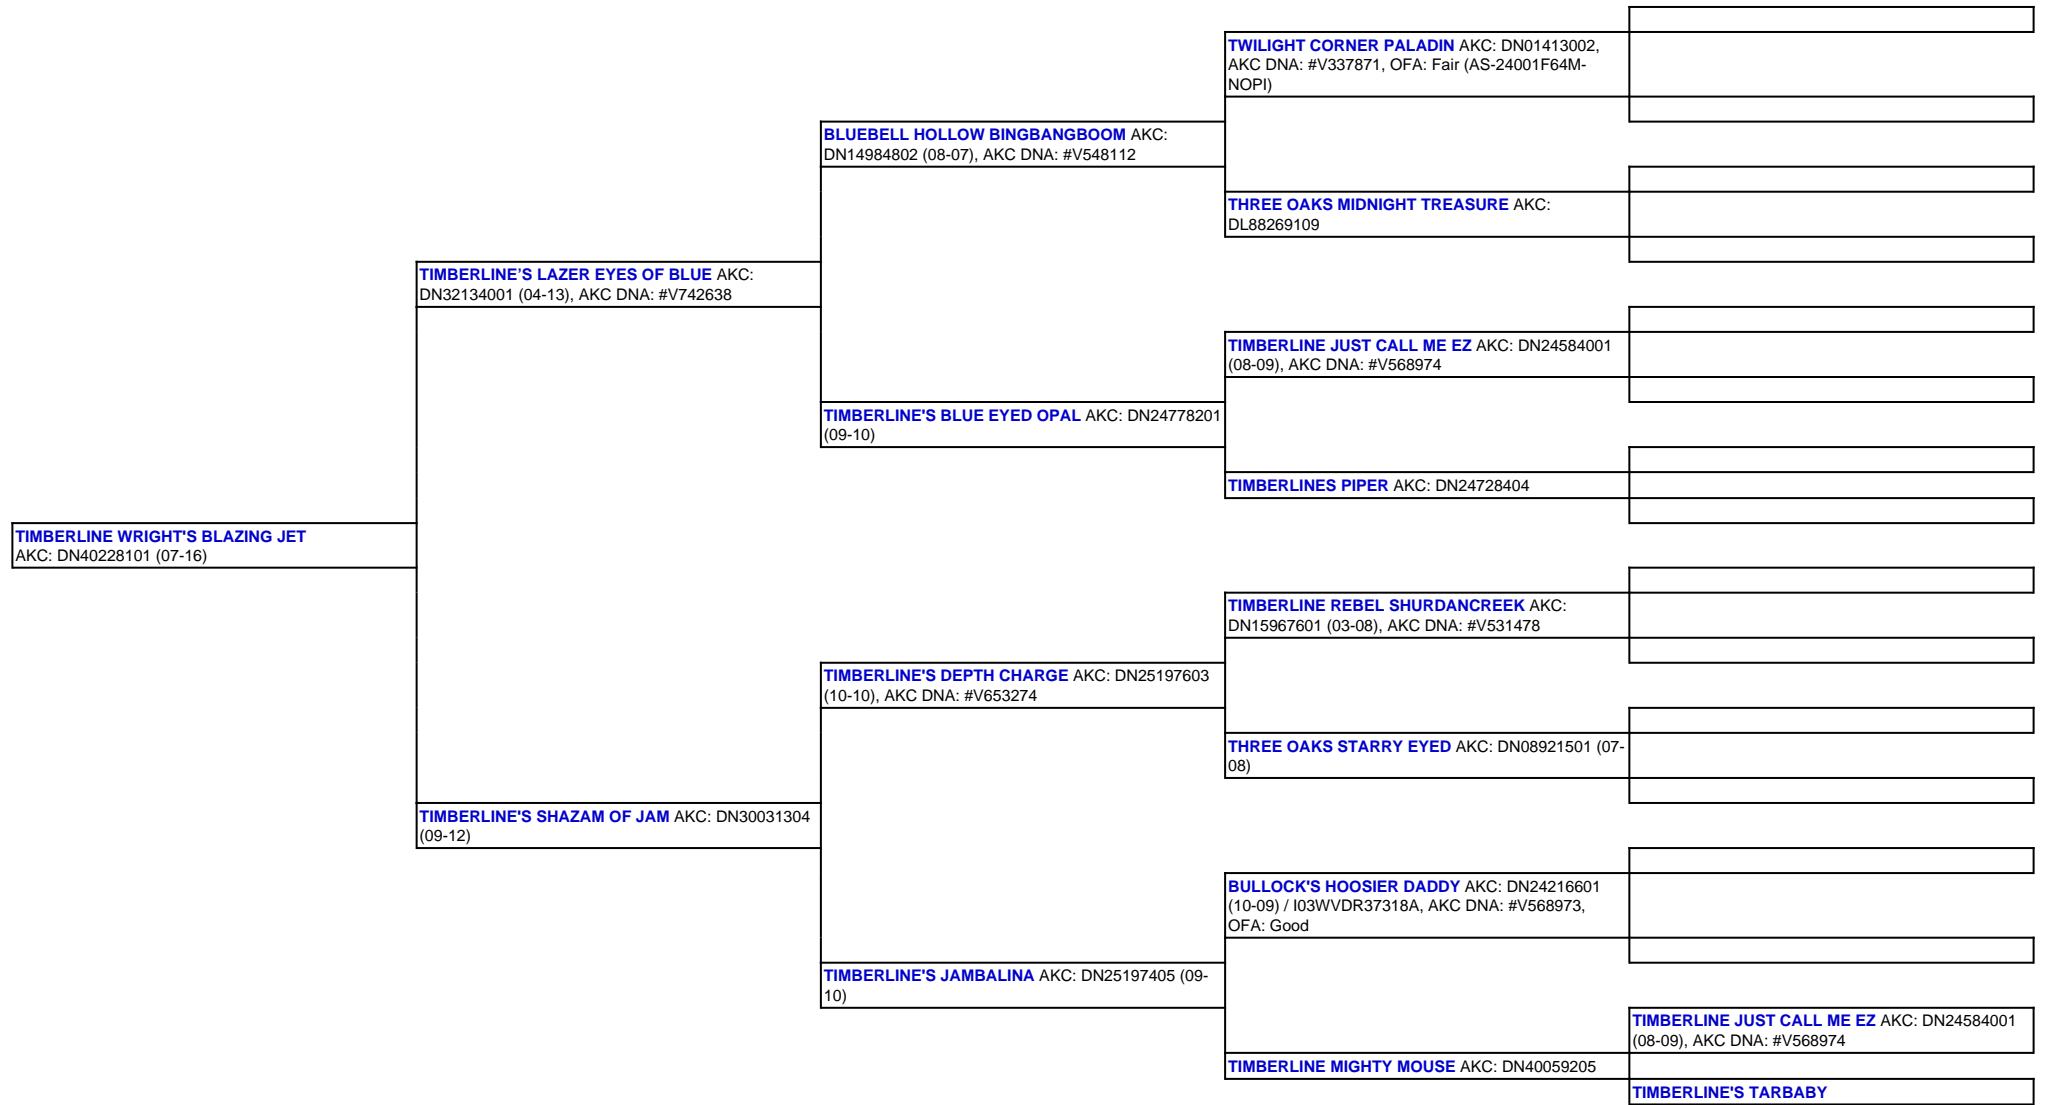 TIMBERLINE WRIGHT'S BLAZING JET
AKC: DN40228101 (07-16)
TIMBERLINE’S LAZER EYES OF BLUE AKC:
DN32134001 (04-13), AKC DNA: #V742638
TIMBERLINE'S SHAZAM OF JAM AKC: DN30031304
(09-12)
BLUEBELL HOLLOW BINGBANGBOOM AKC:
DN14984802 (08-07), AKC DNA: #V548112
TIMBERLINE'S BLUE EYED OPAL AKC: DN24778201
(09-10)
TIMBERLINE'S DEPTH CHARGE AKC: DN25197603
(10-10), AKC DNA: #V653274
TIMBERLINE'S JAMBALINA AKC: DN25197405 (09-
10)
TWILIGHT CORNER PALADIN AKC: DN01413002,
AKC DNA: #V337871, OFA: Fair (AS-24001F64M-
NOPI)
THREE OAKS MIDNIGHT TREASURE AKC:
DL88269109
TIMBERLINE JUST CALL ME EZ AKC: DN24584001
(08-09), AKC DNA: #V568974
TIMBERLINES PIPER AKC: DN24728404
TIMBERLINE REBEL SHURDANCREEK AKC:
DN15967601 (03-08), AKC DNA: #V531478
THREE OAKS STARRY EYED AKC: DN08921501 (07-
08)
BULLOCK'S HOOSIER DADDY AKC: DN24216601
(10-09) / I03WVDR37318A, AKC DNA: #V568973,
OFA: Good
TIMBERLINE MIGHTY MOUSE AKC: DN40059205
TIMBERLINE JUST CALL ME EZ AKC: DN24584001
(08-09), AKC DNA: #V568974
TIMBERLINE'S TARBABY